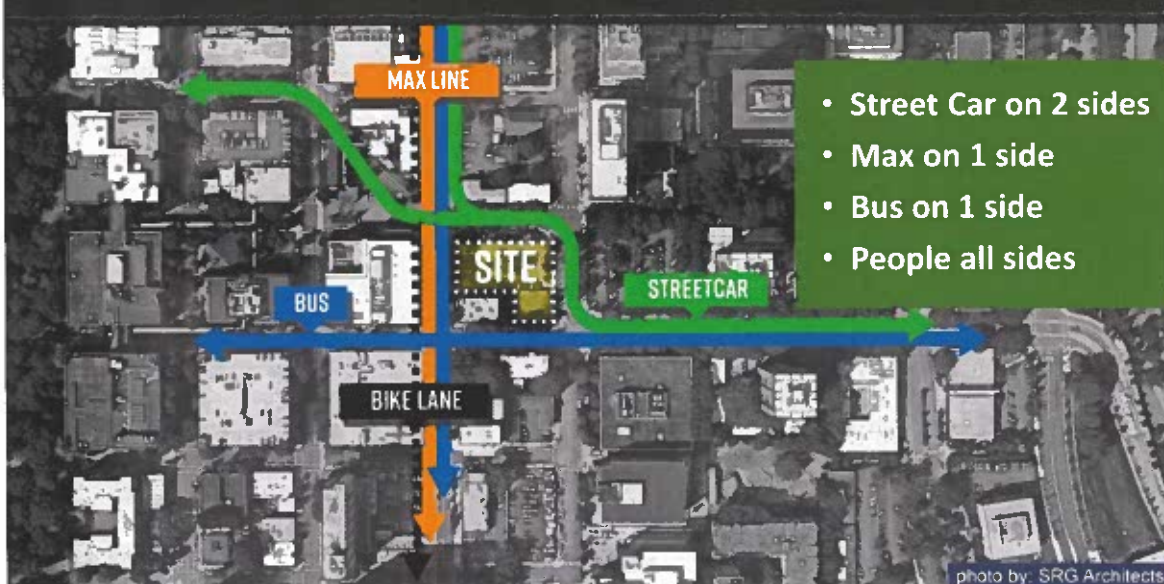 MAX LINE
• Street Car on 2 sides
• Max on 1 side
• Bus on 1 side
• People all sides
SITE
STREETCAR
BUS
BIKE LANE
photo by: SRG Architects